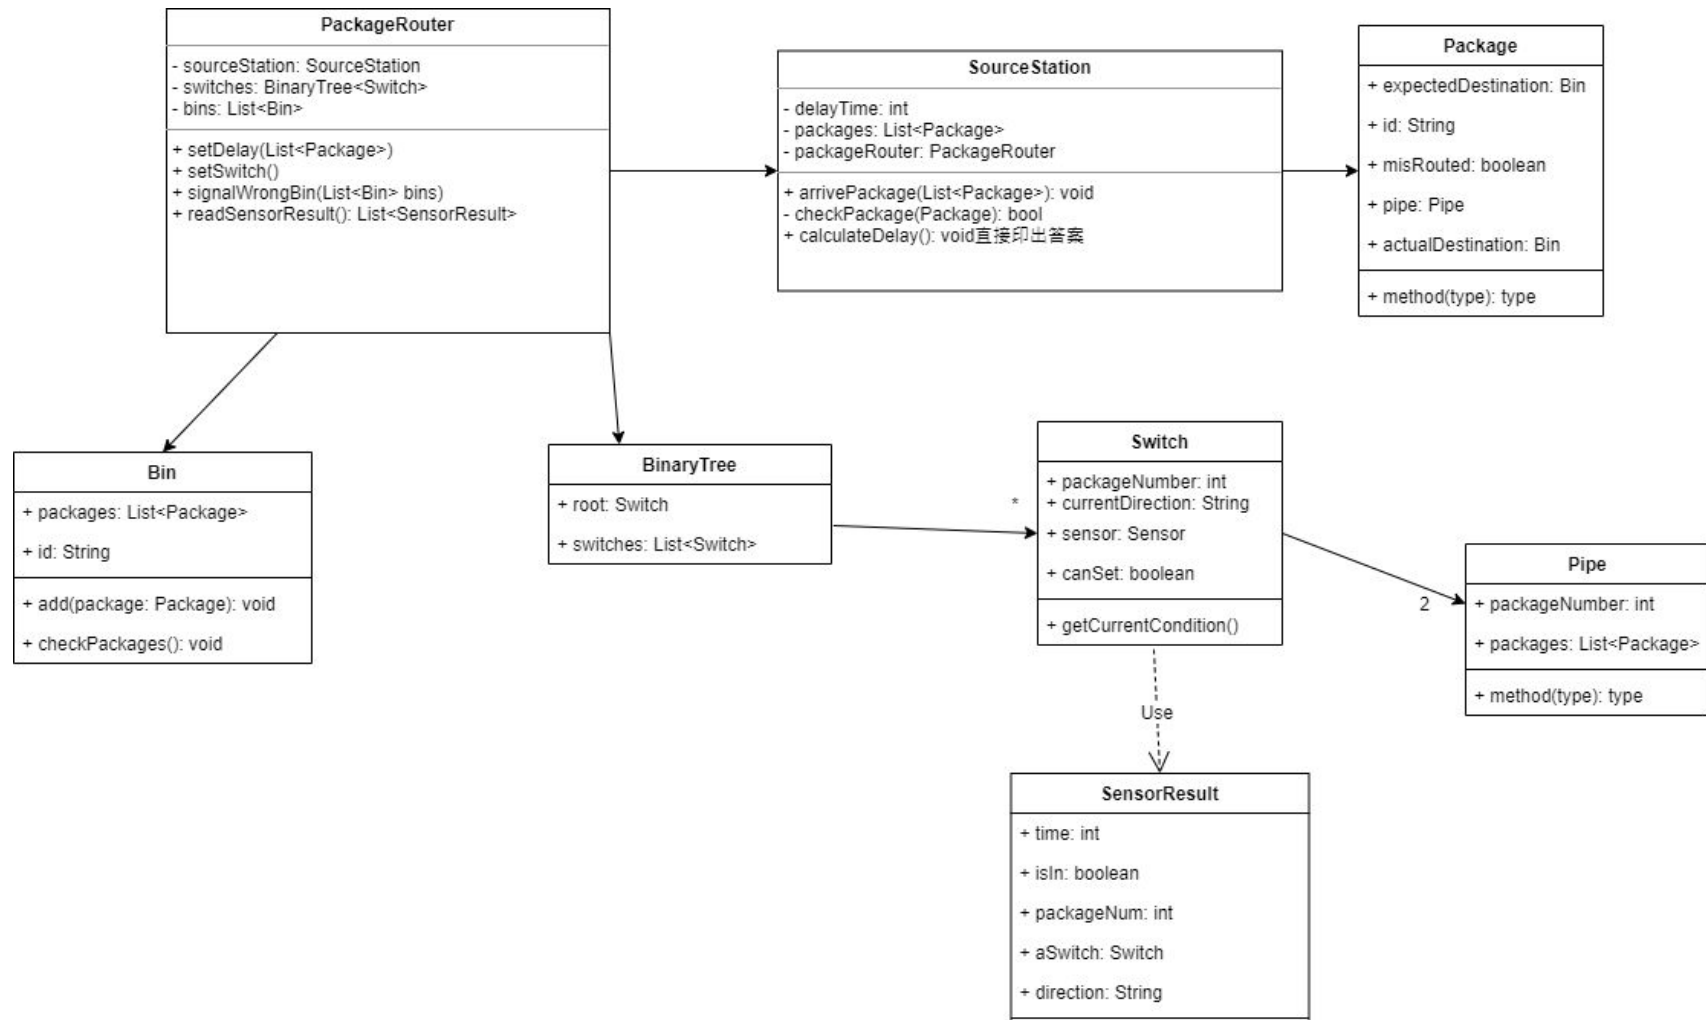 PackageRouter
- sourceStation: SourceStation
- switches: BinaryTree<Switch>
- bins: List<Bin>
+ setDelay(List<Package>)
+ setSwitch()
+ signalWrongBin(List<Bin> bins)
+ readSensorResult(): List<SensorResult>
SourceStation
- delayTime: int
- packages: List<Package>
- packageRouter: PackageRouter
+ arrivePackage(List<Package>): void
- checkPackage(Package): bool
+ calculateDelay(): void直接印出答案
Package
+ expectedDestination: Bin
+ id: String
+ misRouted: boolean
+ pipe: Pipe
+ actualDestination: Bin
+ method(type): type
Bin
+ packages: List<Package>
+ id: String
+ add(package: Package): void
+ checkPackages(): void
BinaryTree
+ root: Switch
+ switches: List<Switch>
*
Switch
+ packageNumber: int
+ currentDirection: String
+ sensor: Sensor
+ canSet: boolean
+ getCurrentCondition()
2
Pipe
+ packageNumber: int
+ packages: List<Package>
+ method(type): type
Use
SensorResult
+ time: int
+ isIn: boolean
+ packageNum: int
+ aSwitch: Switch
+ direction: String